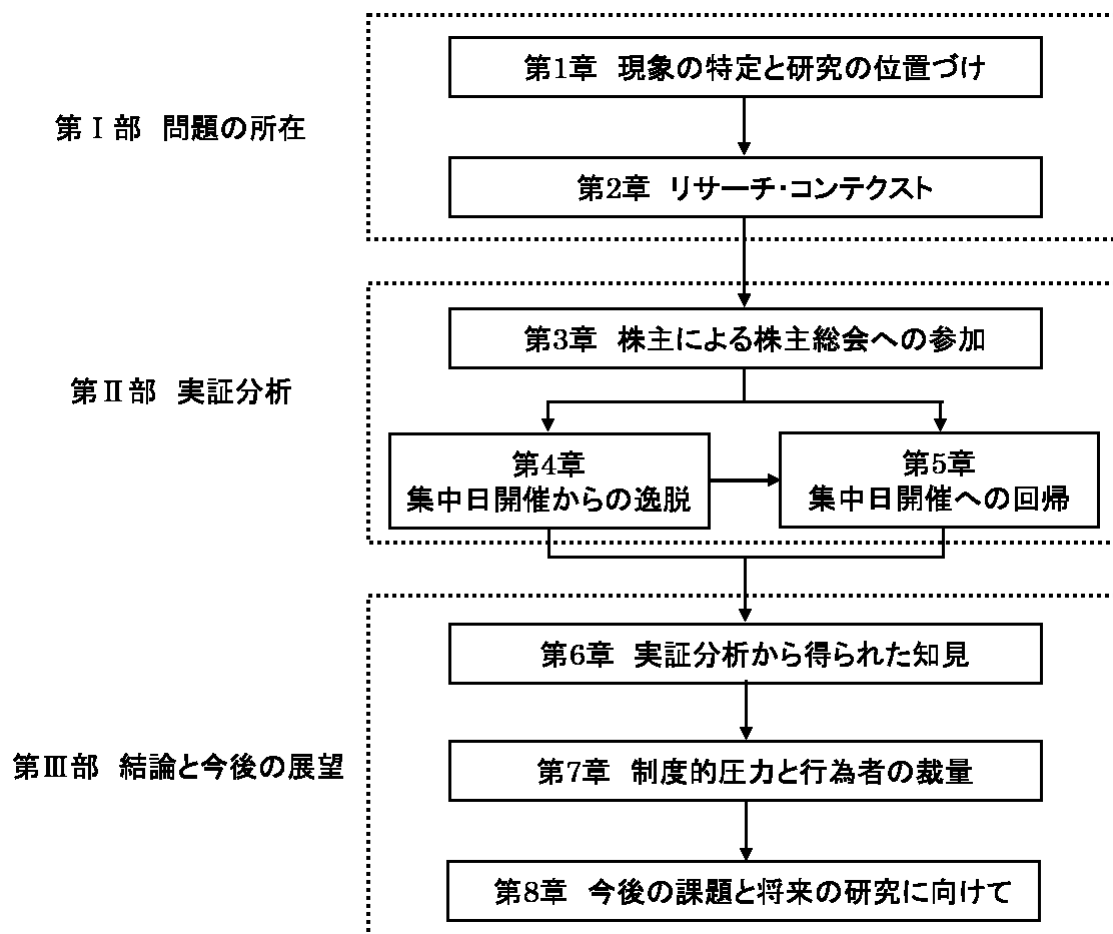 第1章 現象の特定と研究の位置づけ
第Ⅰ部 問題の所在
第2章 リサーチ・コンテクスト
第3章 株主による株主総会への参加
第Ⅱ部 実証分析
第4章
集中日開催からの逸脱
第5章
集中日開催への回帰
第6章 実証分析から得られた知見
第Ⅲ部 結論と今後の展望
第7章 制度的圧力と行為者の裁量
第8章 今後の課題と将来の研究に向けて